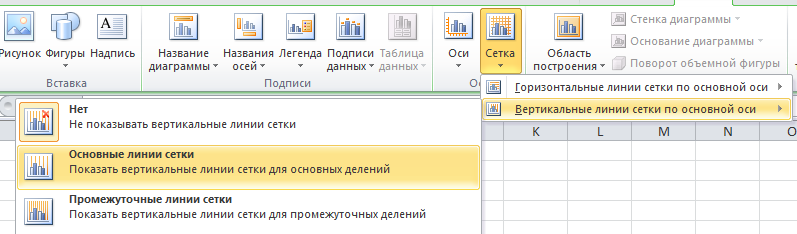 Рисунок Фигуры Надпись Название диаграммы Названия осей Легенда Подписи данных Таблица данных Оси Сетка Область построения
Стенка диаграммы
Основание диаграммы
Поворот объемной фигуры
Вставка Подписи
Горизонтальные линии сетки по основной оси
Вертикальные линии сетки по основной оси
Нет
Не показывать вертикальные линии сетки
Основные линии сетки
Показать вертикальные линии сетки для основных делений
Промежуточные линии сетки
Показать вертикальные линии сетки для промежуточных делений
K L M N